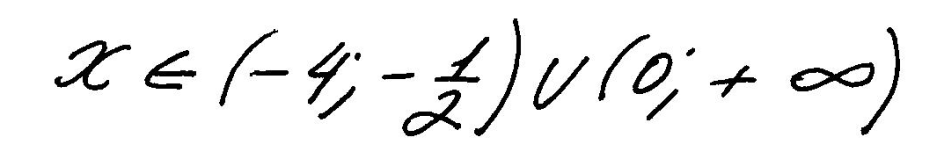 x ∈ (-4; -1/2) ∪ (0; +∞)